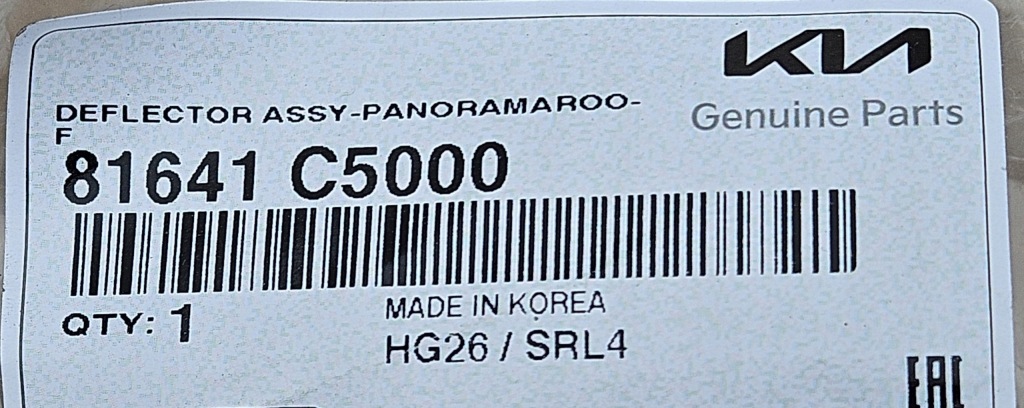 KIA
Genuine Parts
DEFLECTOR ASSY-PANORAMAROO-
F
81641 C5000
QTY: 1
MADE IN KOREA
HG26 / SRL4
EAC